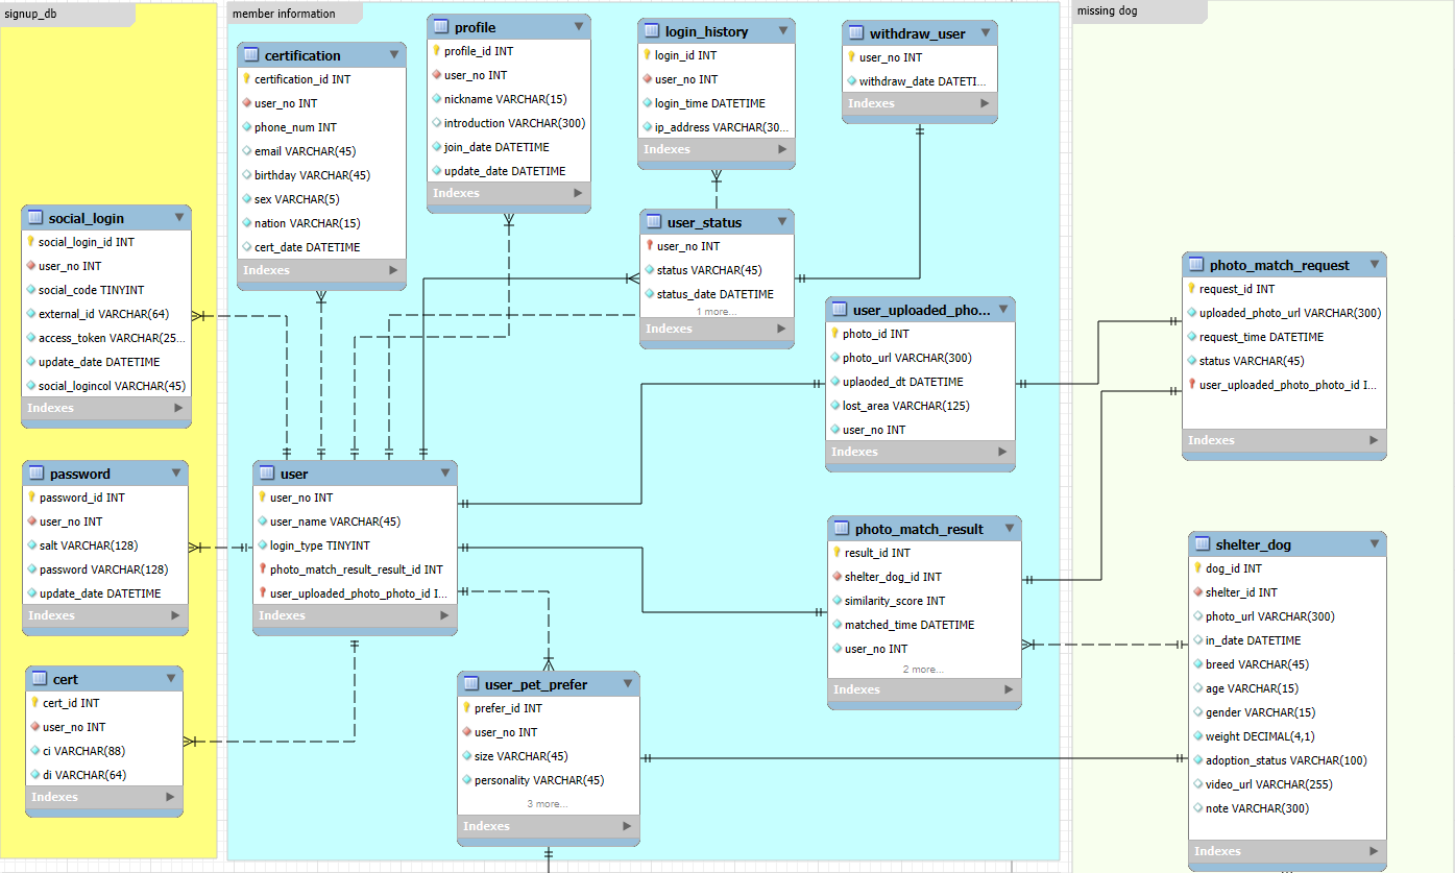 signup_db
member information
missing dog
social_login
social_login_id INT
user_no INT
social_code TINYINT
external_id VARCHAR(64)
access_token VARCHAR(25...
update_date DATETIME
social_logincol VARCHAR(45)
Indexes
password
password_id INT
user_no INT
salt VARCHAR(128)
password VARCHAR(128)
update_date DATETIME
Indexes
cert
cert_id INT
user_no INT
ci VARCHAR(88)
di VARCHAR(64)
Indexes
certification
certification_id INT
user_no INT
phone_num INT
email VARCHAR(45)
birthday VARCHAR(45)
sex VARCHAR(5)
nation VARCHAR(15)
cert_date DATETIME
Indexes
profile
profile_id INT
user_no INT
nickname VARCHAR(15)
introduction VARCHAR(300)
join_date DATETIME
update_date DATETIME
Indexes
login_history
login_id INT
user_no INT
login_time DATETIME
ip_address VARCHAR(30...
Indexes
withdraw_user
user_no INT
withdraw_date DATETI...
Indexes
user_status
user_no INT
status VARCHAR(45)
status_date DATETIME
1 more...
Indexes
user_uploaded_pho...
photo_id INT
photo_url VARCHAR(300)
uplaoded_dt DATETIME
lost_area VARCHAR(125)
user_no INT
Indexes
user
user_no INT
user_name VARCHAR(45)
login_type TINYINT
photo_match_result_result_id INT
user_uploaded_photo_photo_id I...
Indexes
photo_match_result
result_id INT
shelter_dog_id INT
similarity_score INT
matched_time DATETIME
user_no INT
2 more...
Indexes
user_pet_prefer
prefer_id INT
user_no INT
size VARCHAR(45)
personality VARCHAR(45)
3 more...
Indexes
photo_match_request
request_id INT
uploaded_photo_url VARCHAR(300)
request_time DATETIME
status VARCHAR(45)
user_uploaded_photo_photo_id I...
Indexes
shelter_dog
dog_id INT
shelter_id INT
photo_url VARCHAR(300)
in_date DATETIME
breed VARCHAR(45)
age VARCHAR(15)
gender VARCHAR(15)
weight DECIMAL(4,1)
adoption_status VARCHAR(100)
video_url VARCHAR(255)
note VARCHAR(300)
Indexes